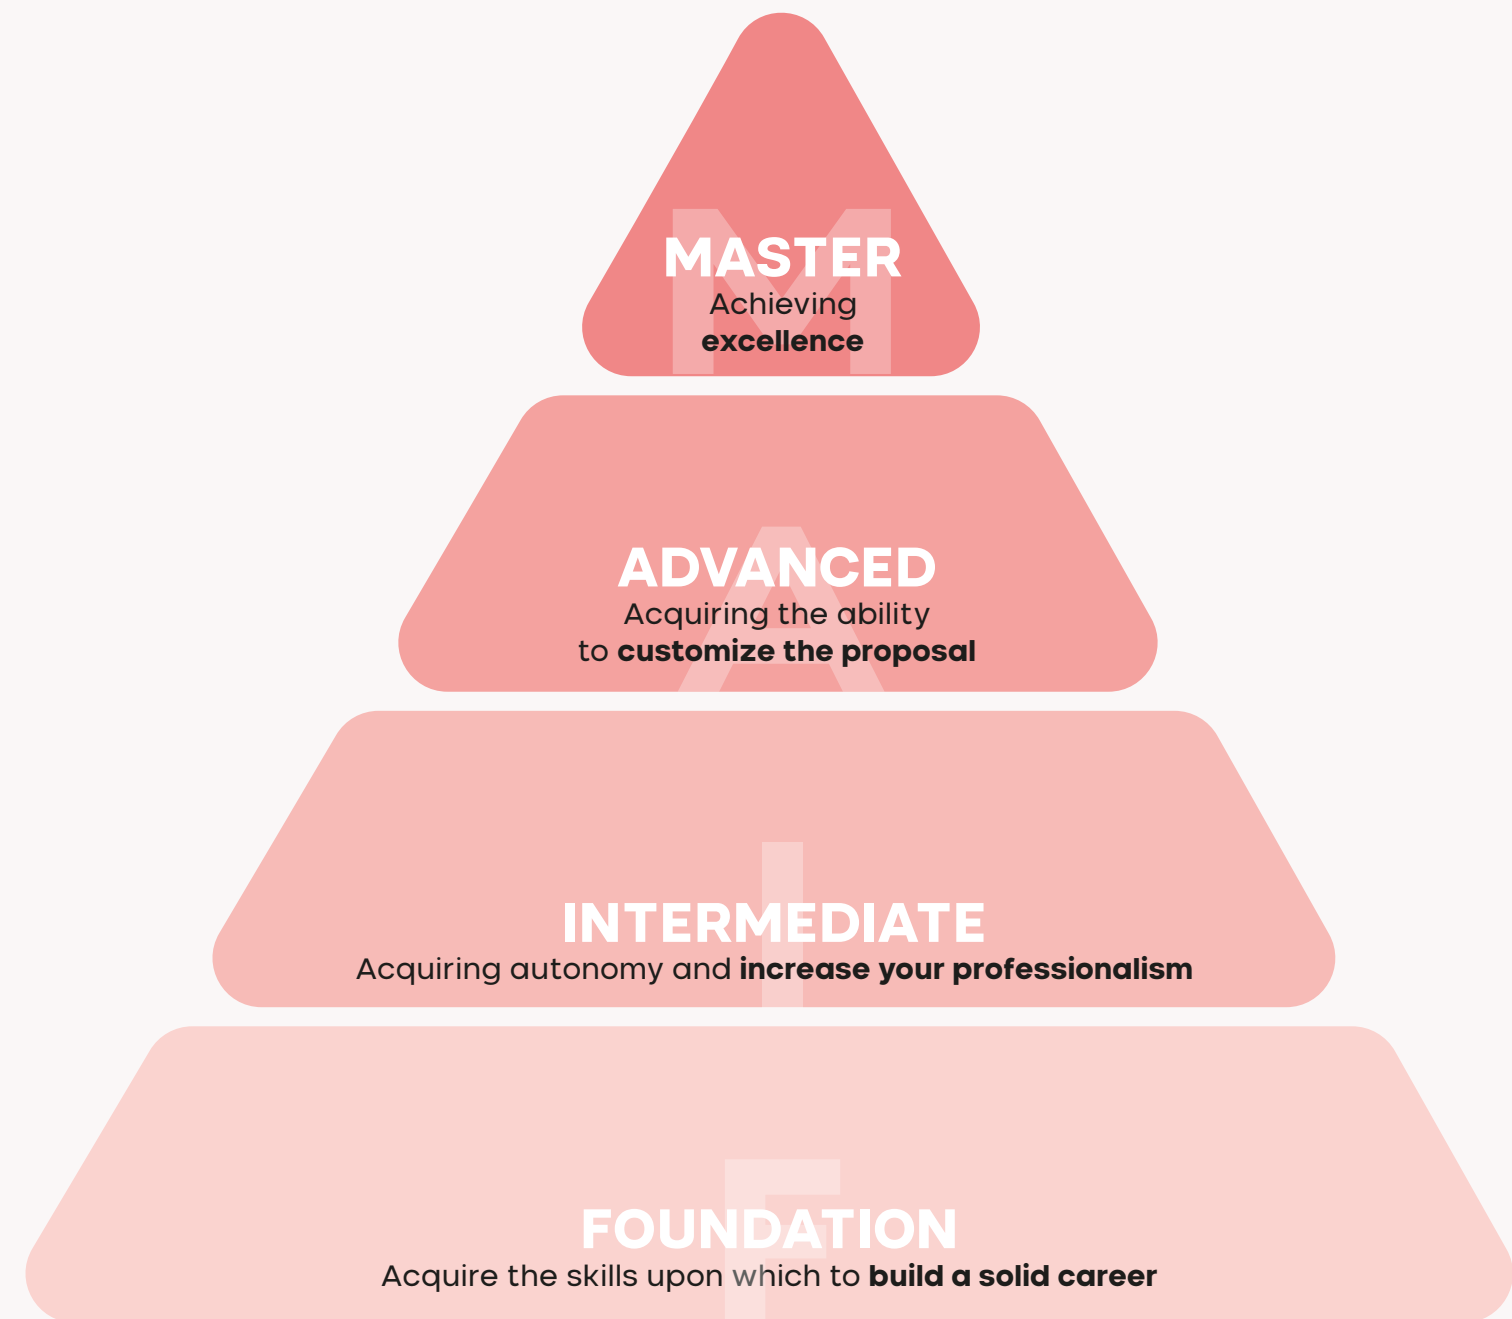 M
MASTER
Achieving
excellence
A
ADVANCED
Acquiring the ability
to customize the proposal
I
INTERMEDIATE
Acquiring autonomy and increase your professionalism
F
FOUNDATION
Acquire the skills upon which to build a solid career